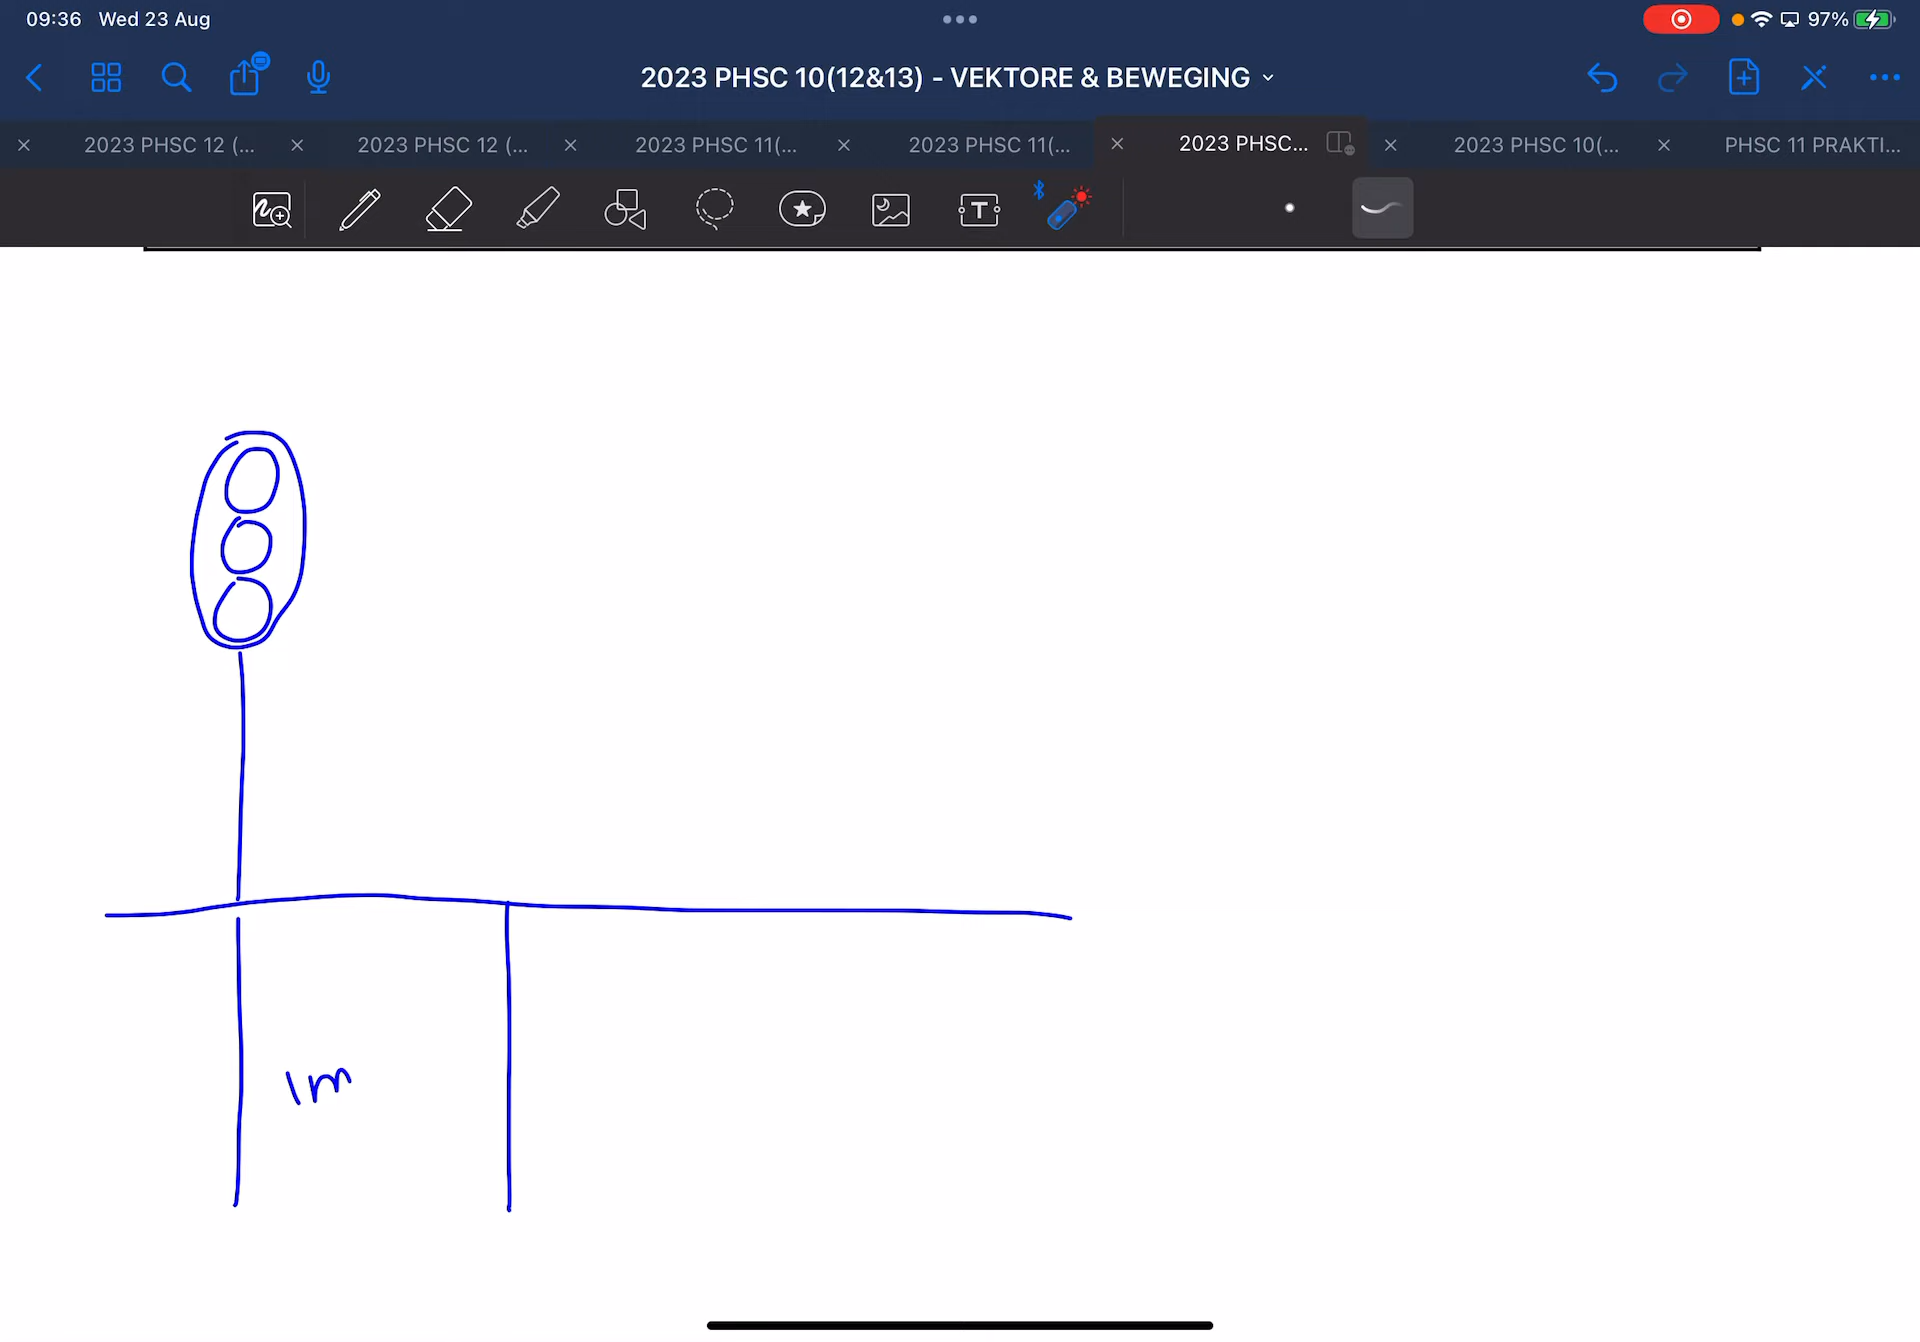 09:36 Wed 23 Aug
97%
2023 PHSC 10(12&13) - VEKTORE & BEWEGING
2023 PHSC 12 (...
2023 PHSC 12 (...
2023 PHSC 11(...
2023 PHSC 11(...
2023 PHSC...
2023 PHSC 10(...
PHSC 11 PRAKTI...
T
1m